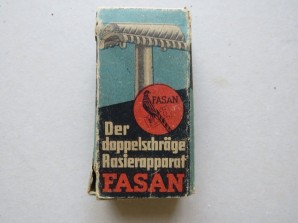 FASAN
Der
doppelschräge
Rasierapparat
FASAN